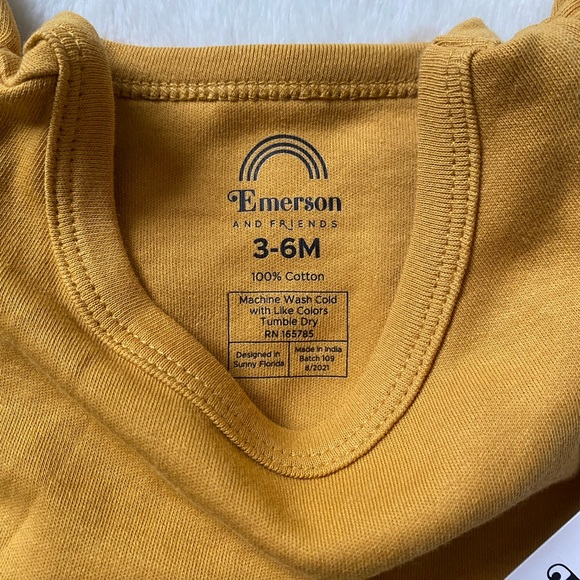 Emerson
AND FRIENDS
3-6M
100% Cotton
Machine Wash Cold
with Like Colors
Tumble Dry
RN 165785
Designed in
Sunny Florida
Made in India
Batch 109
8/2021